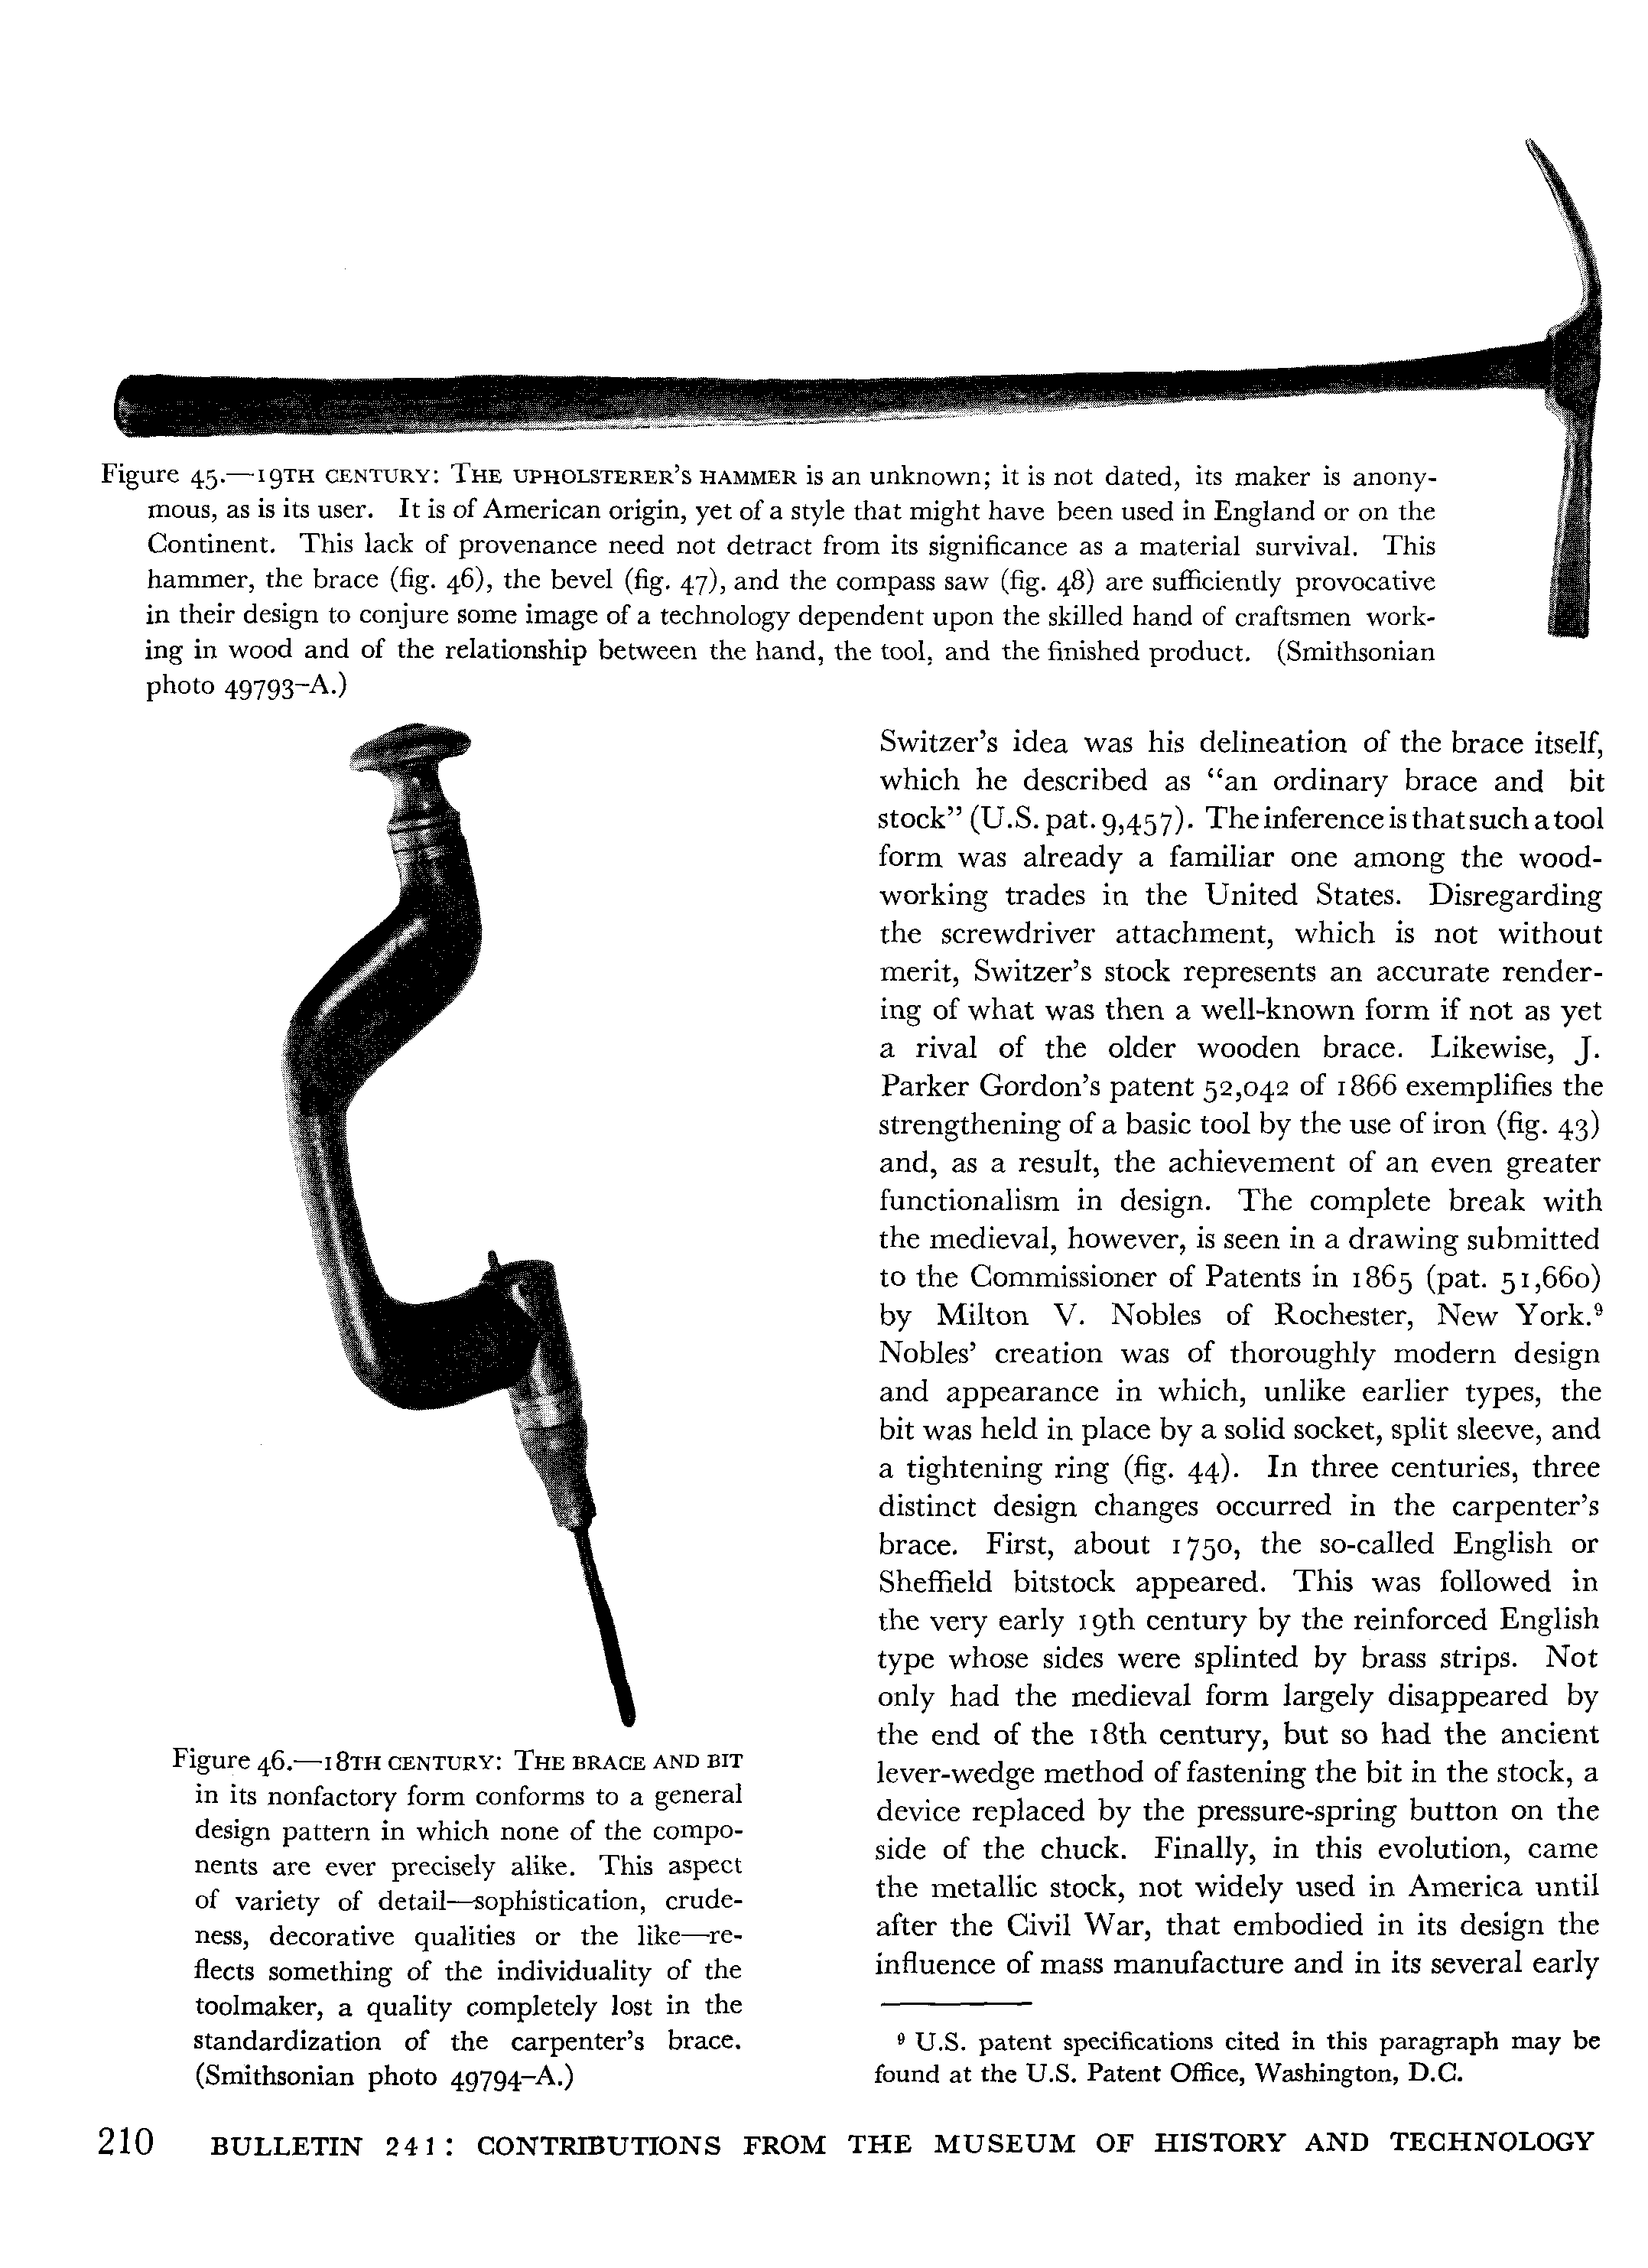 Figure 45.—19TH CENTURY: THE UPHOLSTERER'S HAMMER is an unknown; it is not dated, its maker is anony-
mous, as is its user. It is of American origin, yet of a style that might have been used in England or on the
Continent. This lack of provenance need not detract from its significance as a material survival. This
hammer, the brace (fig. 46), the bevel (fig. 47), and the compass saw (fig. 48) are sufficiently provocative
in their design to conjure some image of a technology dependent upon the skilled hand of craftsmen work-
ing in wood and of the relationship between the hand, the tool, and the finished product. (Smithsonian
photo 49793–A.)
Figure 46.—18TH CENTURY: THE BRACE AND BIT
in its nonfactory form conforms to a general
design pattern in which none of the compo-
nents are ever precisely alike. This aspect
of variety of detail—sophistication, crude-
ness, decorative qualities or the like—re-
flects something of the individuality of the
toolmaker, a quality completely lost in the
standardization of the carpenter's brace.
(Smithsonian photo 49794–A.)
Switzer's idea was his delineation of the brace itself,
which he described as “an ordinary brace and bit
stock” (U.S. pat. 9,457). The inference is that such a tool
form was already a familiar one among the wood-
working trades in the United States. Disregarding
the screwdriver attachment, which is not without
merit, Switzer's stock represents an accurate render-
ing of what was then a well-known form if not as yet
a rival of the older wooden brace. Likewise, J.
Parker Gordon's patent 52,042 of 1866 exemplifies the
strengthening of a basic tool by the use of iron (fig. 43)
and, as a result, the achievement of an even greater
functionalism in design. The complete break with
the medieval, however, is seen in a drawing submitted
to the Commissioner of Patents in 1865 (pat. 51,660)
by Milton V. Nobles of Rochester, New York.⁹
Nobles' creation was of thoroughly modern design
and appearance in which, unlike earlier types, the
bit was held in place by a solid socket, split sleeve, and
a tightening ring (fig. 44). In three centuries, three
distinct design changes occurred in the carpenter's
brace. First, about 1750, the so-called English or
Sheffield bitstock appeared. This was followed in
the very early 19th century by the reinforced English
type whose sides were splinted by brass strips. Not
only had the medieval form largely disappeared by
the end of the 18th century, but so had the ancient
lever-wedge method of fastening the bit in the stock, a
device replaced by the pressure-spring button on the
side of the chuck. Finally, in this evolution, came
the metallic stock, not widely used in America until
after the Civil War, that embodied in its design the
influence of mass manufacture and in its several early
⁹ U.S. patent specifications cited in this paragraph may be
found at the U.S. Patent Office, Washington, D.C.
210 BULLETIN 241: CONTRIBUTIONS FROM THE MUSEUM OF HISTORY AND TECHNOLOGY